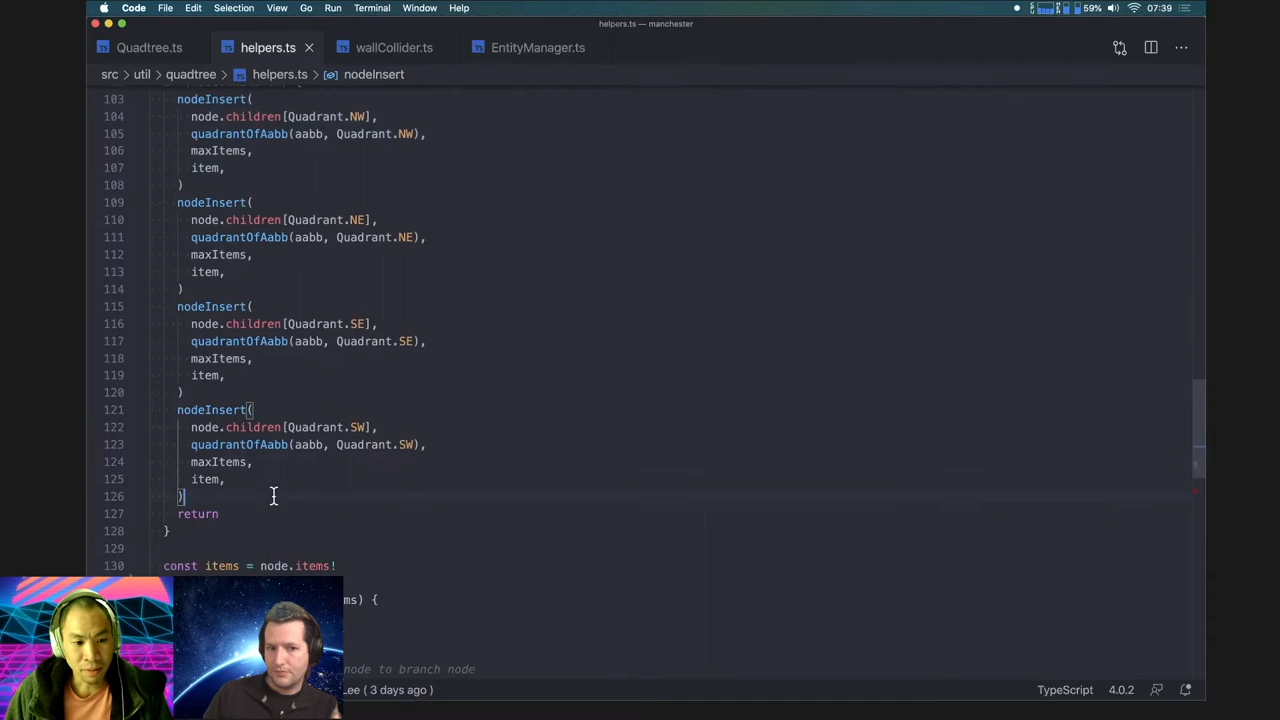 Code File Edit Selection View Go Run Terminal Window Help 59% 07:39
helpers.ts — manchester
TS Quadtree.ts TS helpers.ts TS wallCollider.ts TS EntityManager.ts
src > util > quadtree > TS helpers.ts > nodeInsert
103 nodeInsert(
104 node.children[Quadrant.NW],
105 quadrantOfAabb(aabb, Quadrant.NW),
106 maxItems,
107 item,
108 )
109 nodeInsert(
110 node.children[Quadrant.NE],
111 quadrantOfAabb(aabb, Quadrant.NE),
112 maxItems,
113 item,
114 )
115 nodeInsert(
116 node.children[Quadrant.SE],
117 quadrantOfAabb(aabb, Quadrant.SE),
118 maxItems,
119 item,
120 )
121 nodeInsert(
122 node.children[Quadrant.SW],
123 quadrantOfAabb(aabb, Quadrant.SW),
124 maxItems,
125 item,
126 )
127 return
128 }
129
130 const items = node.items!
ms) {
node to branch node
Lee ( 3 days ago ) TypeScript 4.0.2